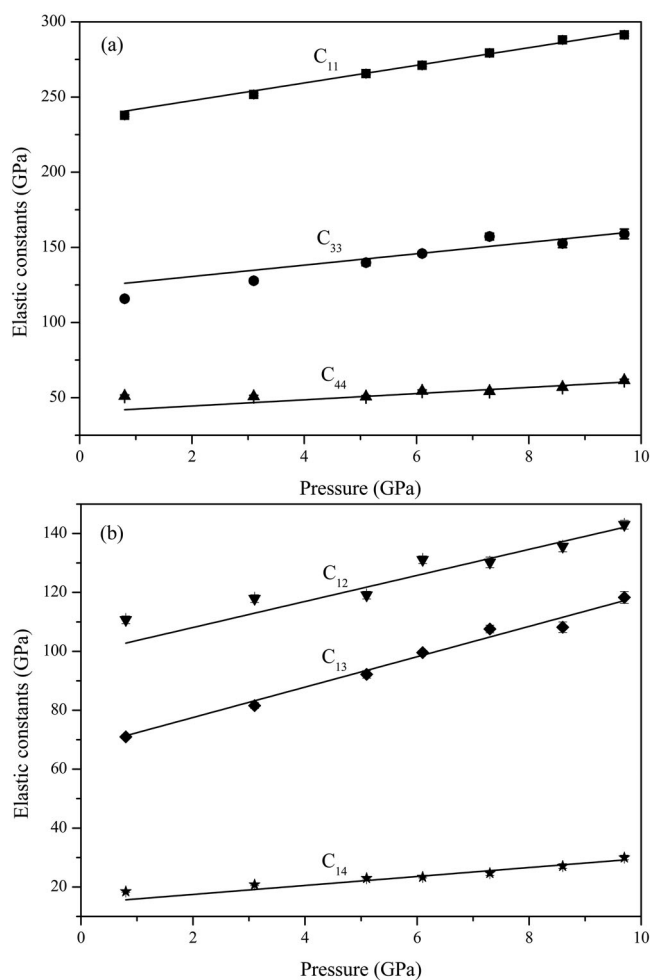 (a)
300
250
200
150
100
50
Elastic constants (GPa)
C11
C33
C44
0 2 4 6 8 10
Pressure (GPa)
(b)
140
120
100
80
60
40
20
Elastic constants (GPa)
C12
C13
C14
0 2 4 6 8 10
Pressure (GPa)